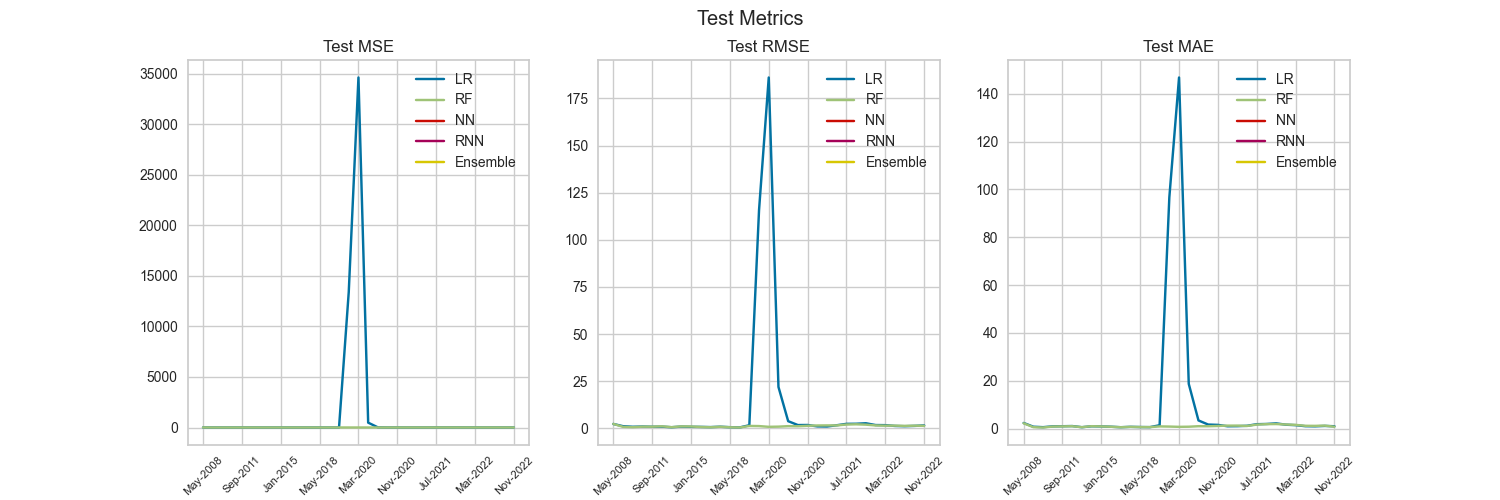 Test Metrics
Test MSE
35000
30000
25000
20000
15000
10000
5000
0
LR
RF
NN
RNN
Ensemble
May-2008
Sep-2011
Jan-2015
May-2018
Mar-2020
Nov-2020
Jul-2021
Mar-2022
Nov-2022
Test RMSE
175
150
125
100
75
50
25
0
LR
RF
NN
RNN
Ensemble
May-2008
Sep-2011
Jan-2015
May-2018
Mar-2020
Nov-2020
Jul-2021
Mar-2022
Nov-2022
Test MAE
140
120
100
80
60
40
20
0
LR
RF
NN
RNN
Ensemble
May-2008
Sep-2011
Jan-2015
May-2018
Mar-2020
Nov-2020
Jul-2021
Mar-2022
Nov-2022